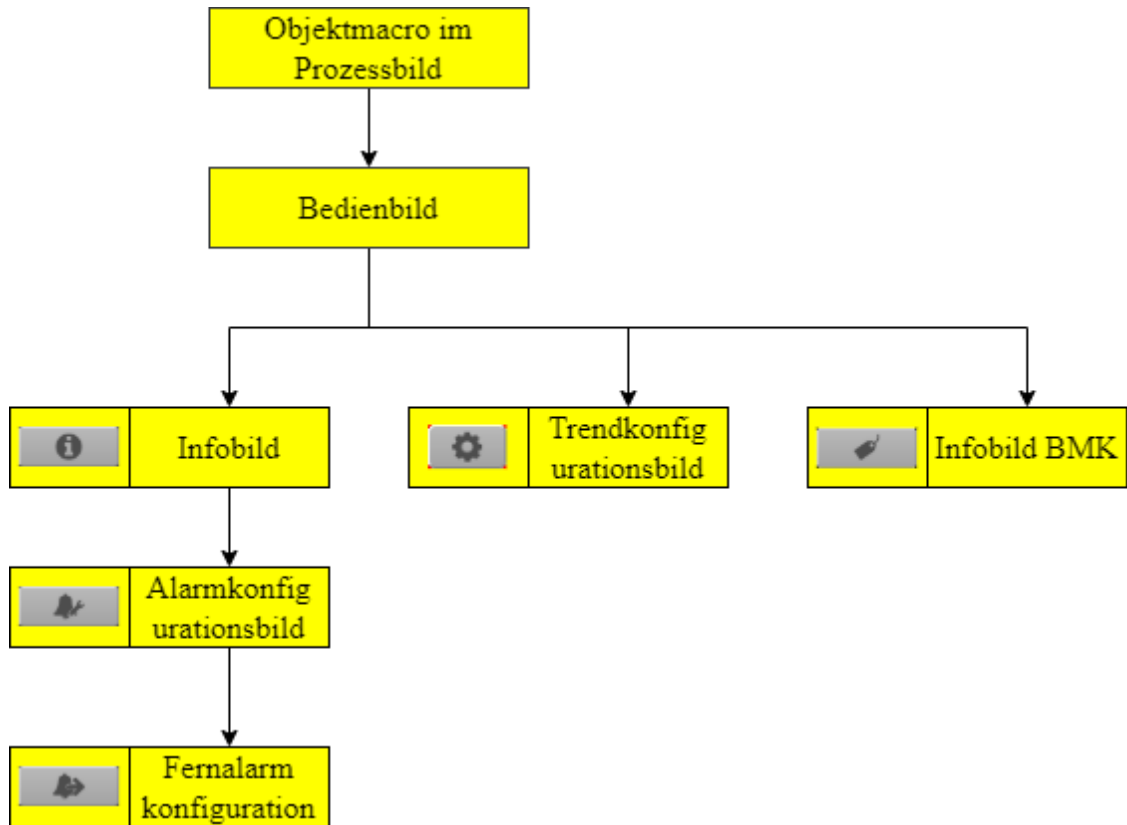 Objektmacro im
Prozessbild
Bedienbild
Infobild
Trendkonfig
urationsbild
Infobild BMK
Alarmkonfig
urationsbild
Fernalarm
konfiguration